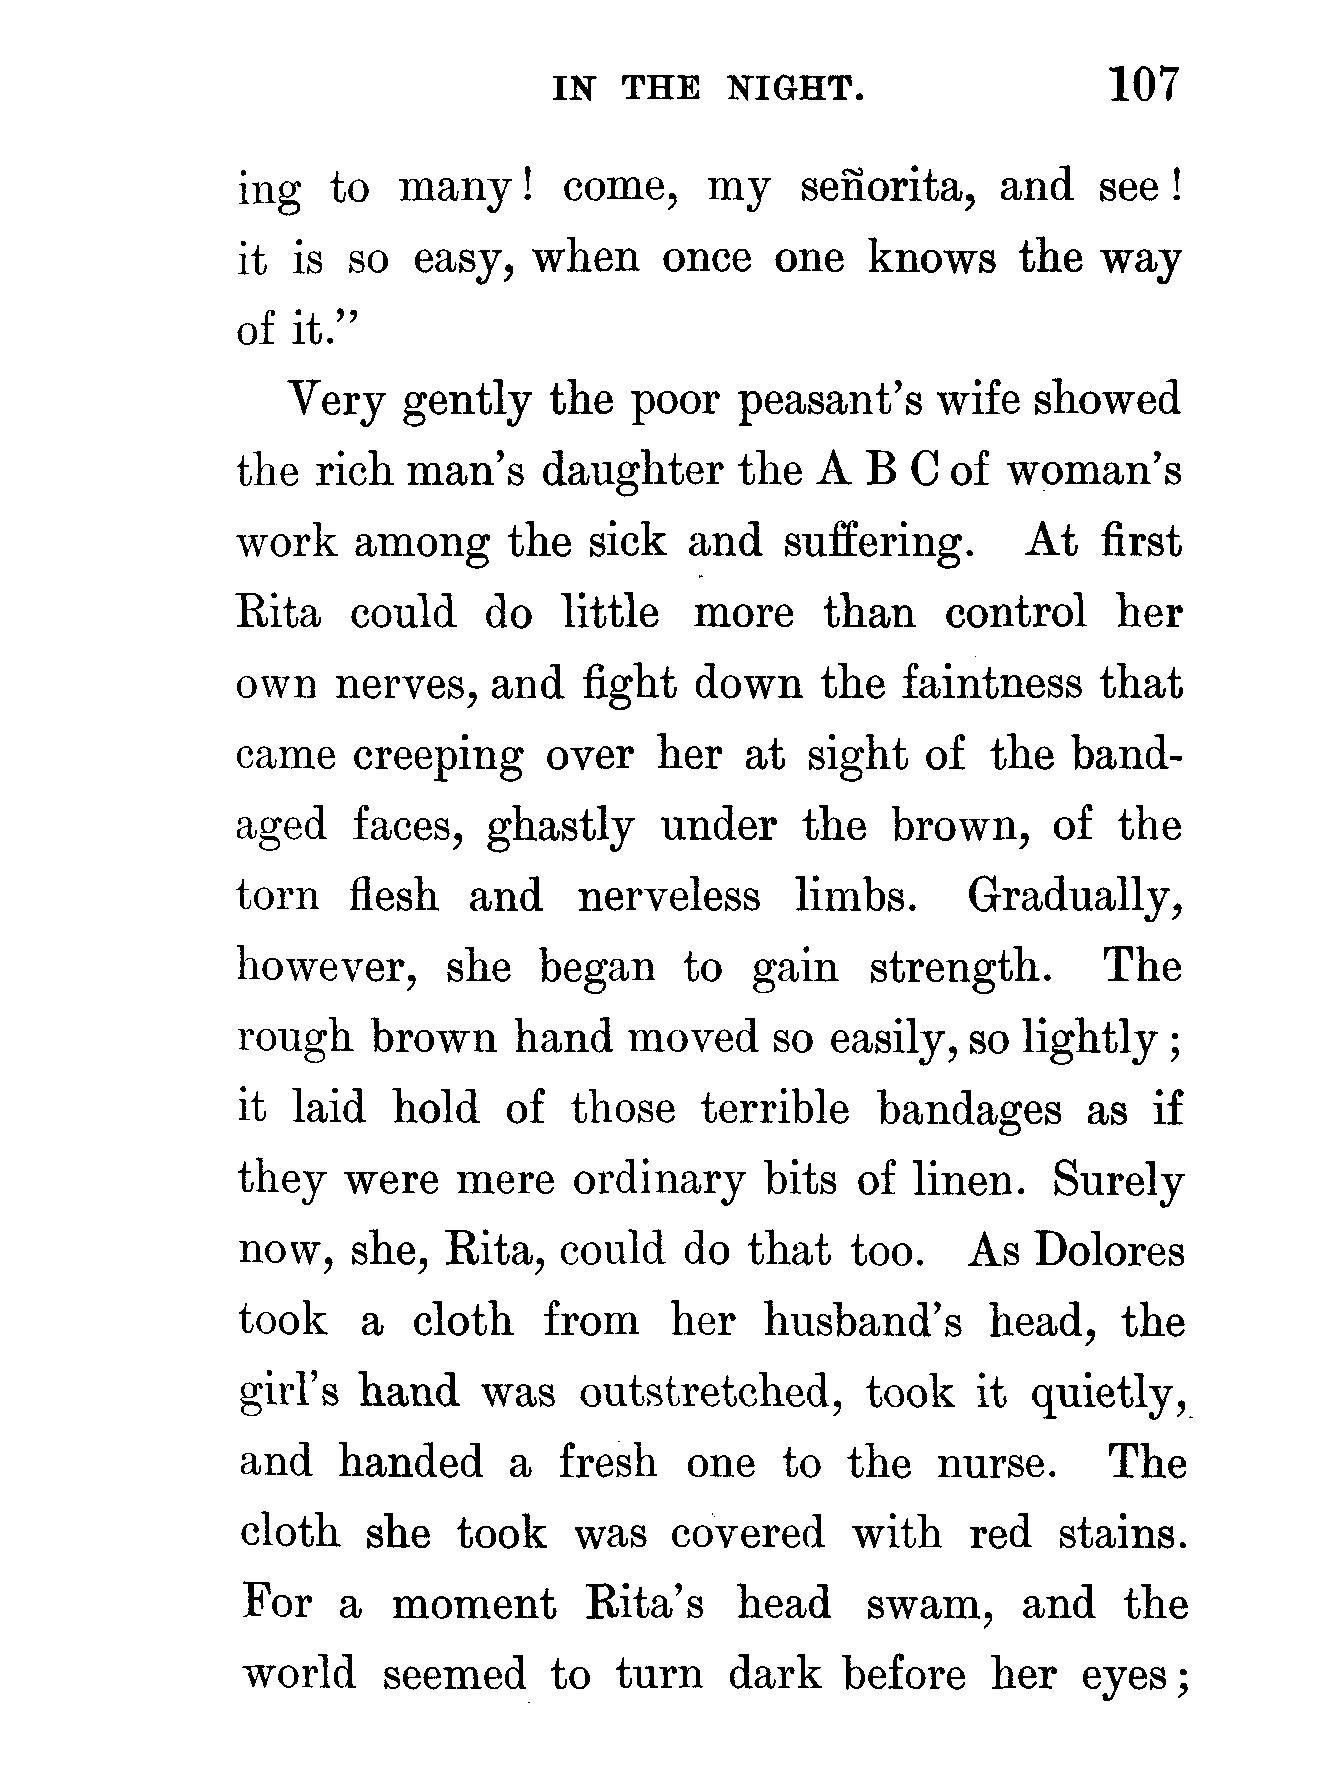 IN THE NIGHT. 107
ing to many! come, my señorita, and see!
it is so easy, when once one knows the way
of it."
Very gently the poor peasant's wife showed
the rich man's daughter the A B C of woman's
work among the sick and suffering. At first
Rita could do little more than control her
own nerves, and fight down the faintness that
came creeping over her at sight of the band-
aged faces, ghastly under the brown, of the
torn flesh and nerveless limbs. Gradually,
however, she began to gain strength. The
rough brown hand moved so easily, so lightly;
it laid hold of those terrible bandages as if
they were mere ordinary bits of linen. Surely
now, she, Rita, could do that too. As Dolores
took a cloth from her husband's head, the
girl's hand was outstretched, took it quietly,
and handed a fresh one to the nurse. The
cloth she took was covered with red stains.
For a moment Rita's head swam, and the
world seemed to turn dark before her eyes;